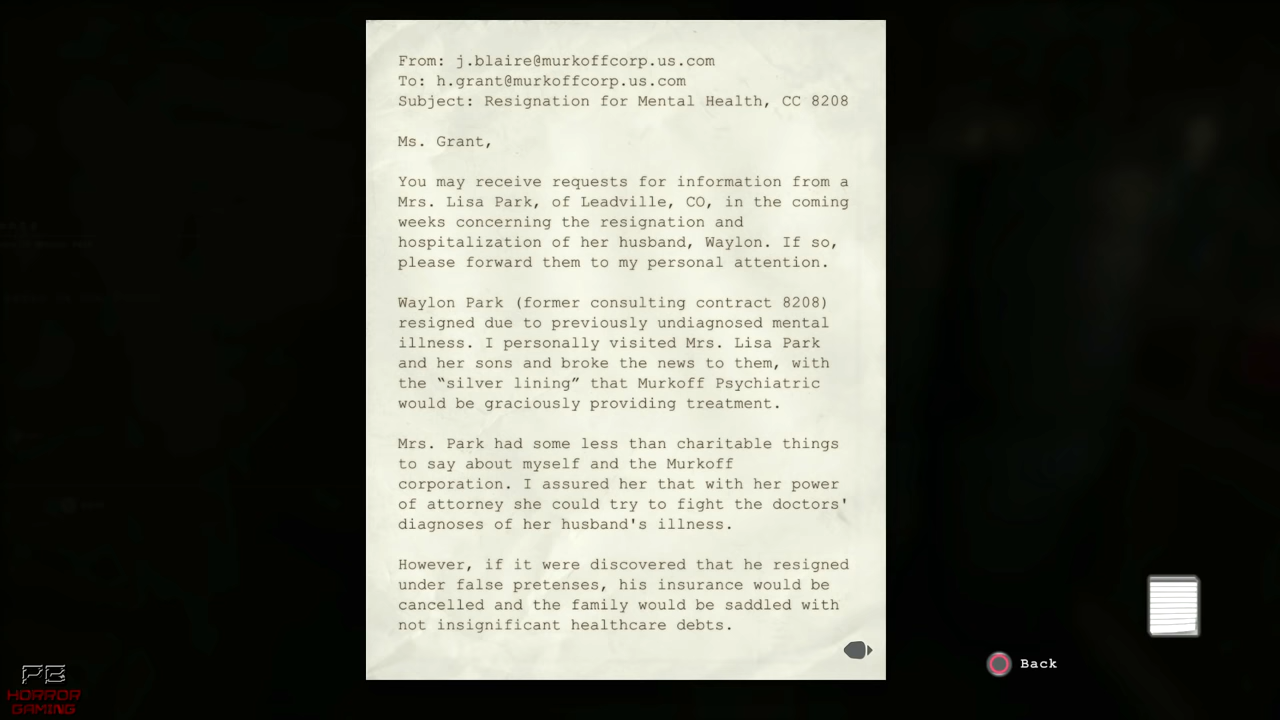 From: j.blaire@murkoffcorp.us.com
To: h.grant@murkoffcorp.us.com
Subject: Resignation for Mental Health, CC 8208
Ms. Grant,
You may receive requests for information from a
Mrs. Lisa Park, of Leadville, CO, in the coming
weeks concerning the resignation and
hospitalization of her husband, Waylon. If so,
please forward them to my personal attention.
Waylon Park (former consulting contract 8208)
resigned due to previously undiagnosed mental
illness. I personally visited Mrs. Lisa Park
and her sons and broke the news to them, with
the “silver lining” that Murkoff Psychiatric
would be graciously providing treatment.
Mrs. Park had some less than charitable things
to say about myself and the Murkoff
corporation. I assured her that with her power
of attorney she could try to fight the doctors'
diagnoses of her husband's illness.
However, if it were discovered that he resigned
under false pretenses, his insurance would be
cancelled and the family would be saddled with
not insignificant healthcare debts.
Back
PB
HORROR
GAMING